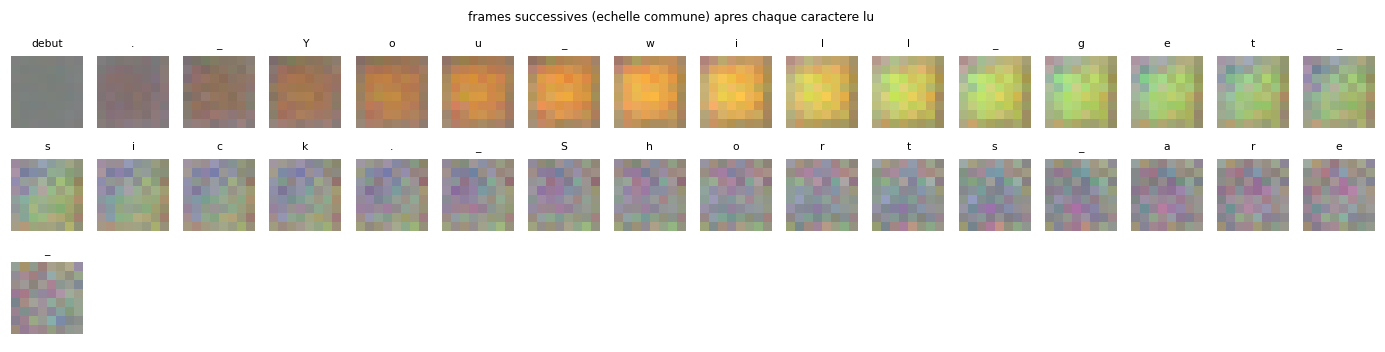 frames successives (echelle commune) apres chaque caractere lu
debut . _ Y o u _ w i l l _ g e t _
s i c k . _ S h o r t s _ a r e
_